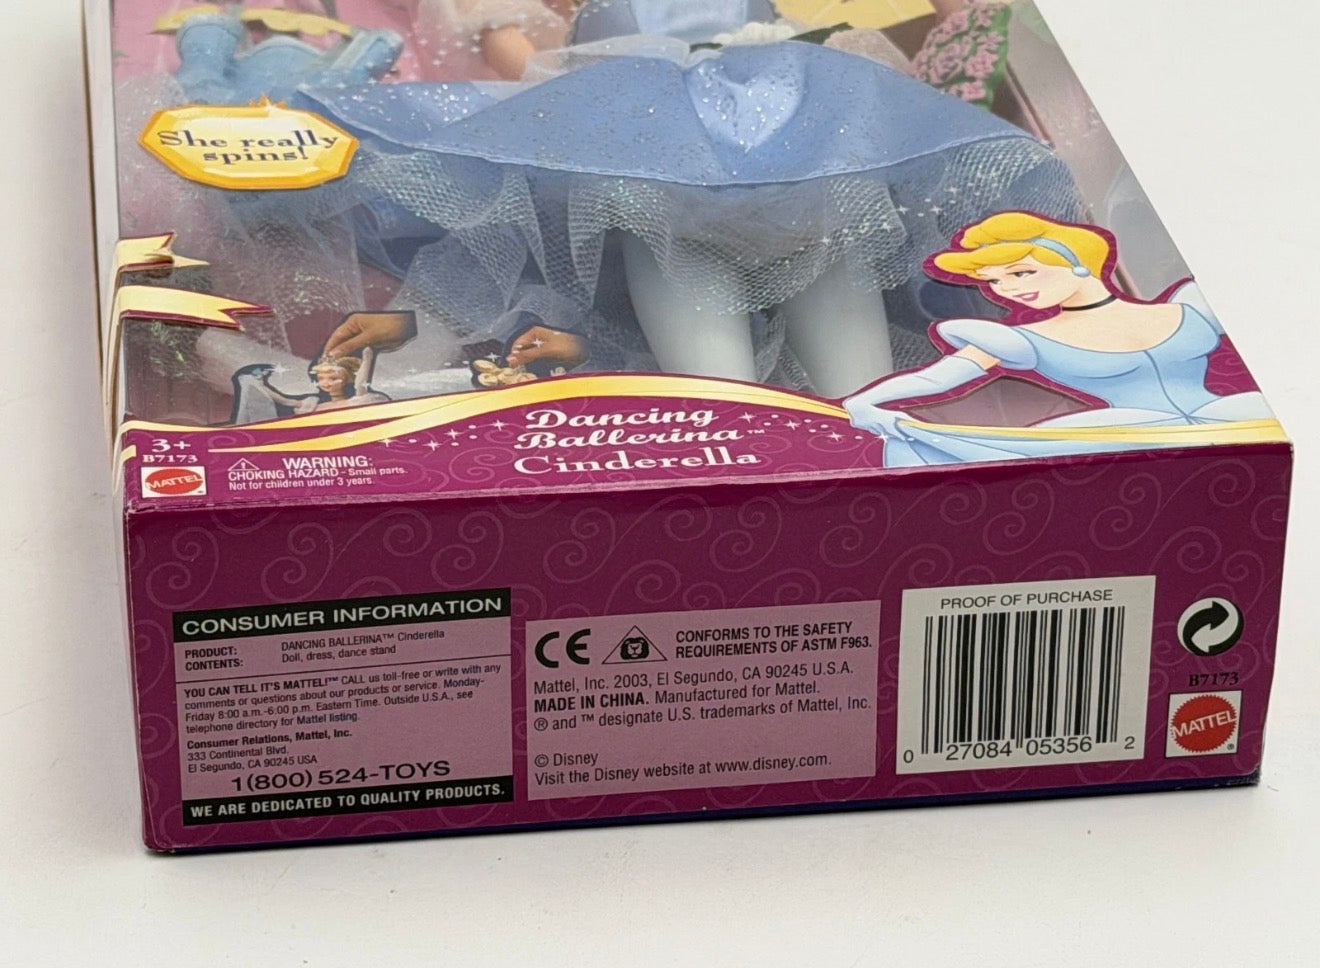 She really
spins!
Dancing
Ballerina™
Cinderella
3+
B7173
MATTEL®
WARNING:
CHOKING HAZARD - Small parts.
Not for children under 3 years.
CONSUMER INFORMATION
PRODUCT: DANCING BALLERINA™ Cinderella
CONTENTS: Doll, dress, dance stand
YOU CAN TELL IT'S MATTEL!™ CALL us toll-free or write with any
comments or questions about our products or service. Monday-
Friday 8:00 a.m.-6:00 p.m. Eastern Time. Outside U.S.A., see
telephone directory for Mattel listing.
Consumer Relations, Mattel, Inc.
333 Continental Blvd.
El Segundo, CA 90245 USA
1(800) 524-TOYS
WE ARE DEDICATED TO QUALITY PRODUCTS.
CE
CONFORMS TO THE SAFETY
REQUIREMENTS OF ASTM F963.
Mattel, Inc. 2003, El Segundo, CA 90245 U.S.A.
MADE IN CHINA. Manufactured for Mattel.
® and ™ designate U.S. trademarks of Mattel, Inc.
© Disney
Visit the Disney website at www.disney.com.
PROOF OF PURCHASE
0 27084 05356 2
B7173
MATTEL®